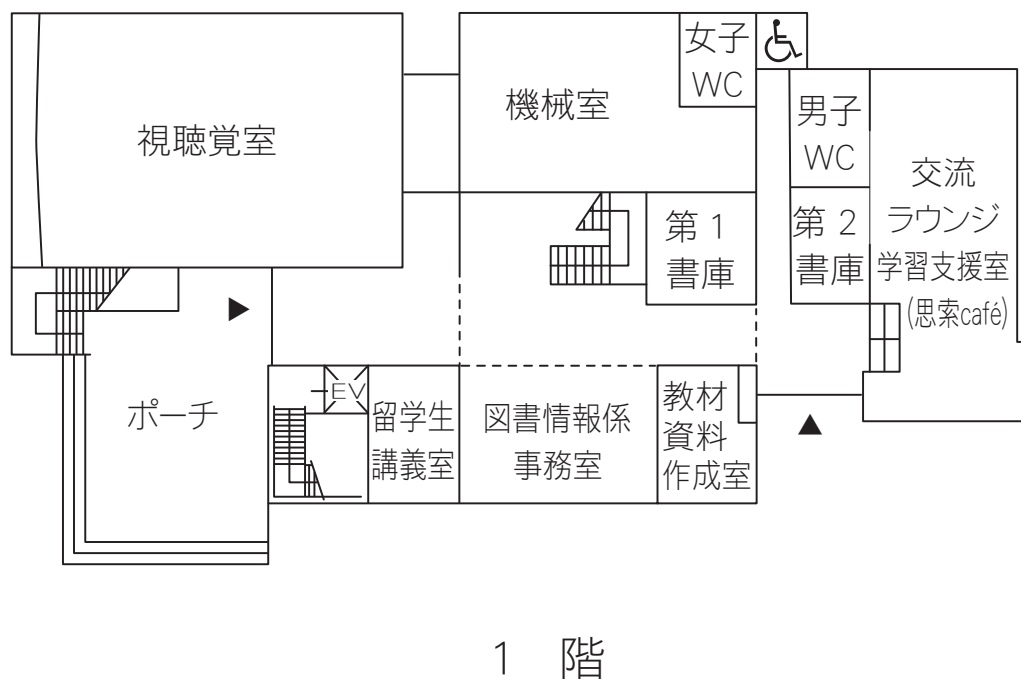 視聴覚室
機械室
女子
WC
男子
WC
交流
ラウンジ
学習支援室
(思索café)
第1
書庫
第2
書庫
ポーチ
EV
留学生
講義室
図書情報係
事務室
教材
資料
作成室
1 階